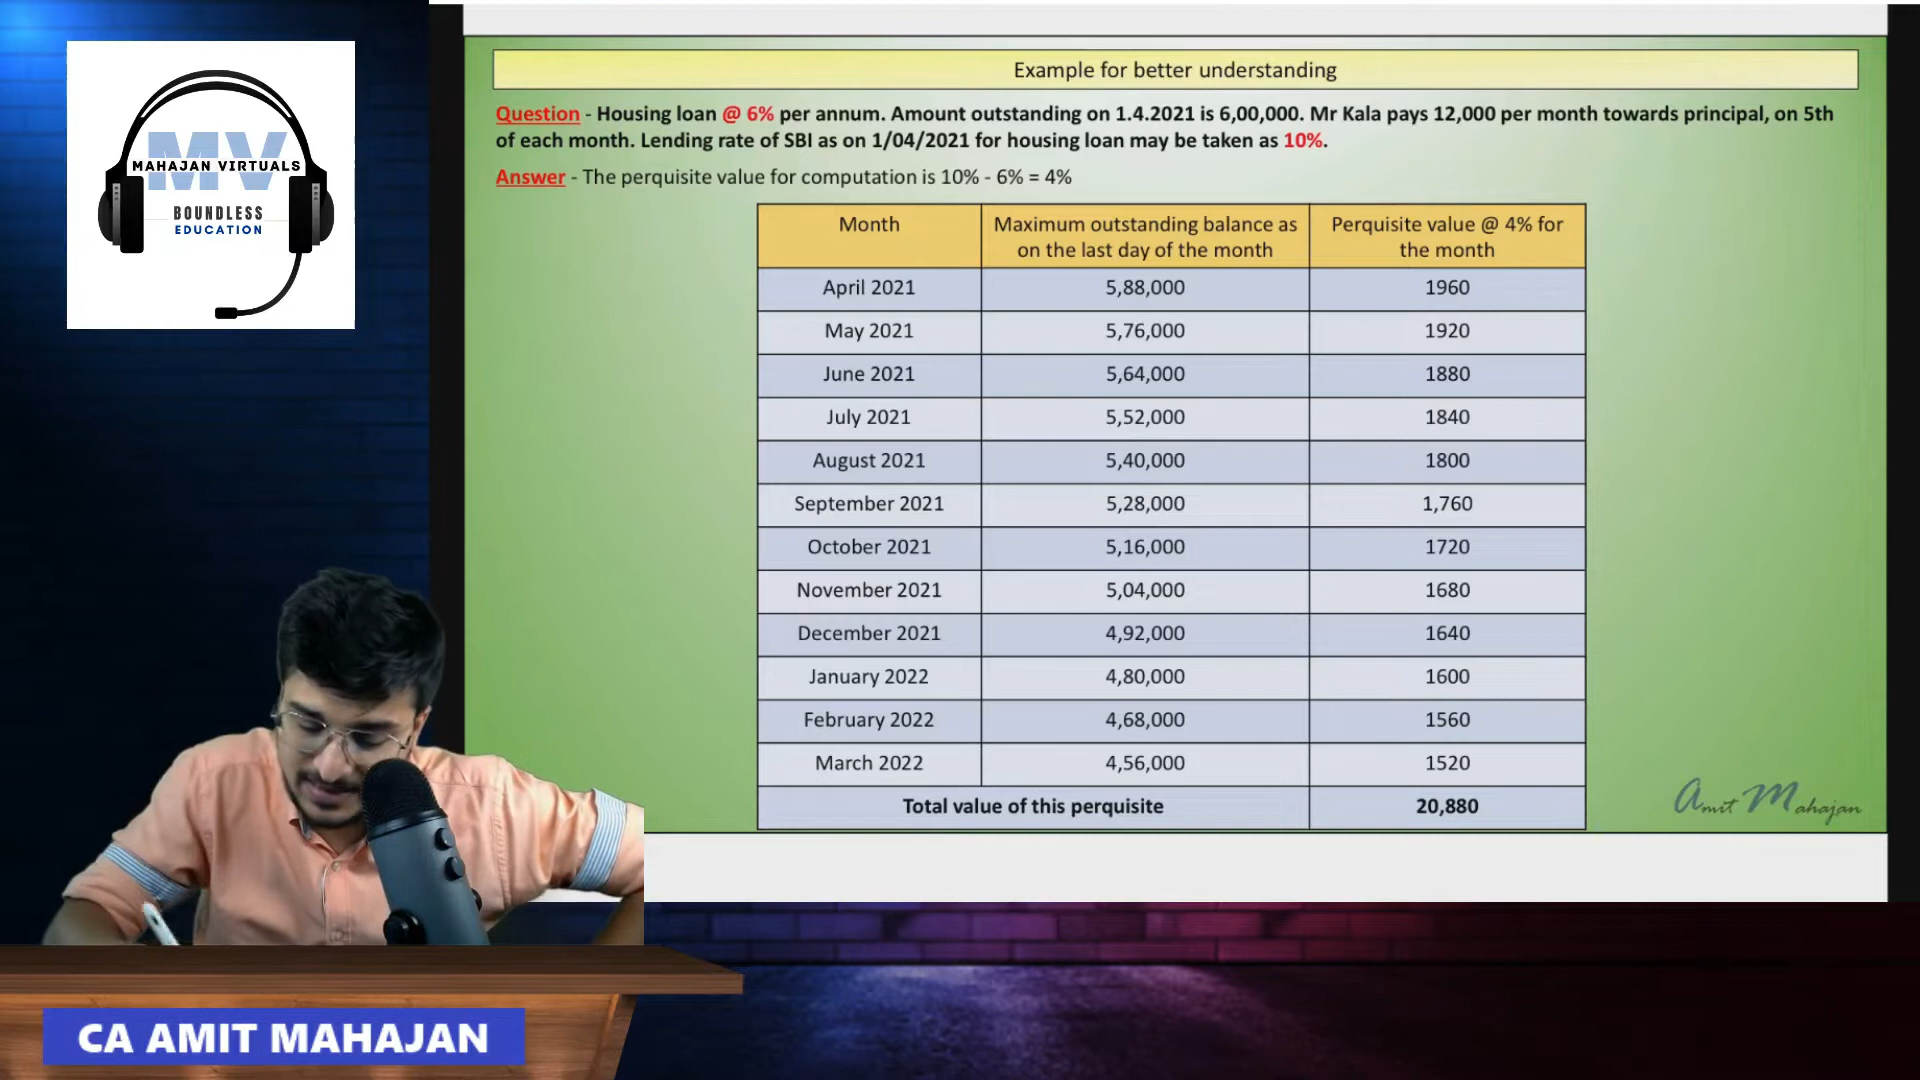 MV
MAHAJAN VIRTUALS
BOUNDLESS
EDUCATION
Example for better understanding
Question - Housing loan @ 6% per annum. Amount outstanding on 1.4.2021 is 6,00,000. Mr Kala pays 12,000 per month towards principal, on 5th
of each month. Lending rate of SBI as on 1/04/2021 for housing loan may be taken as 10%.
Answer - The perquisite value for computation is 10% - 6% = 4%
Month | Maximum outstanding balance as on the last day of the month | Perquisite value @ 4% for the month
April 2021 5,88,000 1960
May 2021 5,76,000 1920
June 2021 5,64,000 1880
July 2021 5,52,000 1840
August 2021 5,40,000 1800
September 2021 5,28,000 1,760
October 2021 5,16,000 1720
November 2021 5,04,000 1680
December 2021 4,92,000 1640
January 2022 4,80,000 1600
February 2022 4,68,000 1560
March 2022 4,56,000 1520
Total value of this perquisite 20,880
Amit Mahajan
CA AMIT MAHAJAN